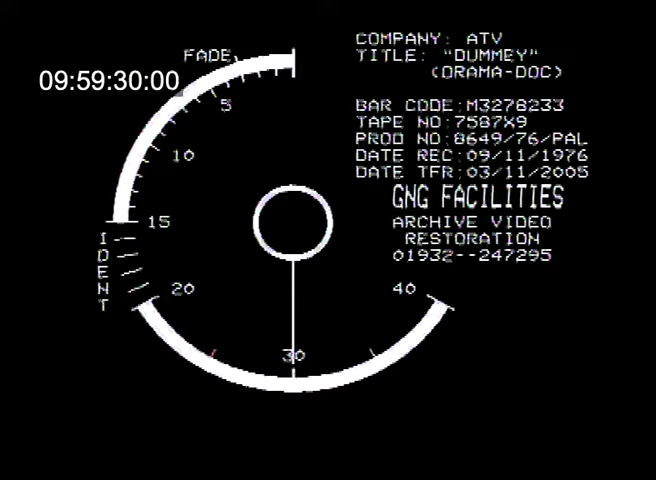 COMPANY: ATV
FADE
TITLE: "DUMMEY"
(DRAMA-DOC)
09:59:30:00
5
BAR CODE:M3278233
TAPE NO:7587X9
PROD NO:8649/76/PAL
10
DATE REC:09/11/1976
DATE TFR:03/11/2005
GNG FACILITIES
15
ARCHIVE VIDEO
RESTORATION
01932--247295
IDENT
20
40
30